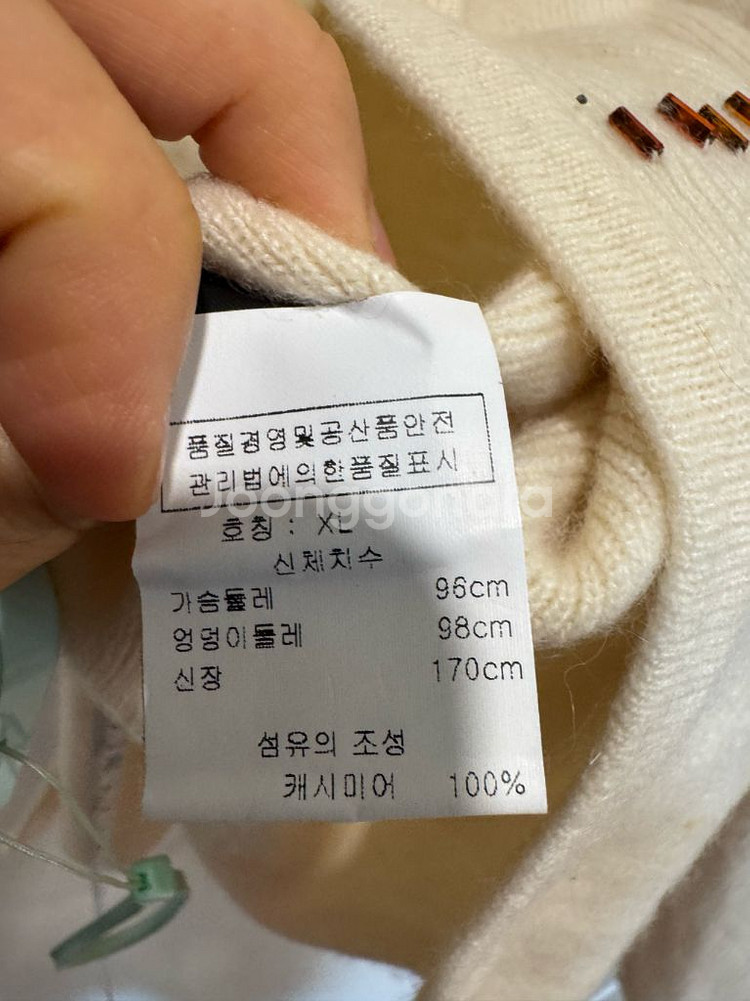 품질경영및공산품안전
관리법에의한품질표시
Joonggonara
호칭 : XL
신체치수
가슴둘레 96cm
엉덩이둘레 98cm
신장 170cm
섬유의 조성
캐시미어 100%